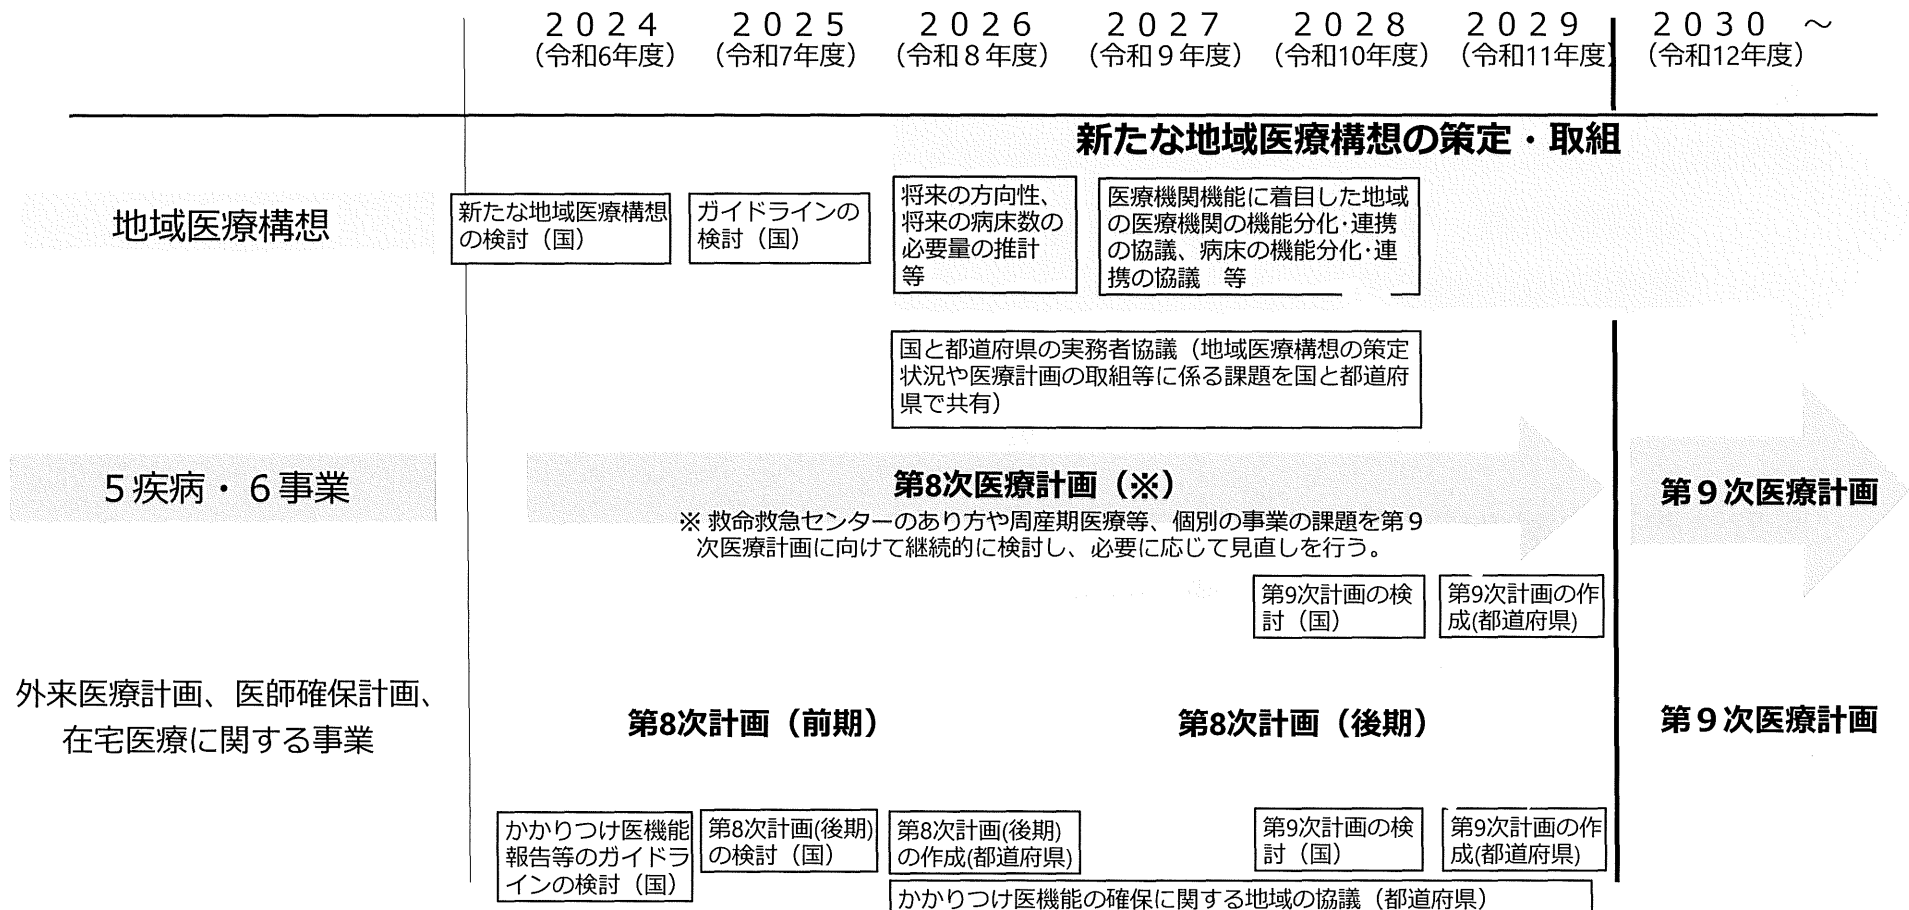 ２０２４ ２０２５ ２０２６ ２０２７ ２０２８ ２０２９ ２０３０ ～
（令和6年度） （令和7年度） （令和８年度） （令和９年度） （令和10年度） （令和11年度） （令和12年度）
新たな地域医療構想の策定・取組
地域医療構想
新たな地域医療構想
の検討（国）
ガイドラインの
検討（国）
将来の方向性、
将来の病床数の
必要量の推計
等
医療機関機能に着目した地域
の医療機関の機能分化･連携
の協議、病床の機能分化･連
携の協議　等
国と都道府県の実務者協議（地域医療構想の策定
状況や医療計画の取組等に係る課題を国と都道府
県で共有）
５疾病・６事業
第8次医療計画（※）
※ 救命救急センターのあり方や周産期医療等、個別の事業の課題を第９
次医療計画に向けて継続的に検討し、必要に応じて見直しを行う。
第９次医療計画
第9次計画の検
討（国）
第9次計画の作
成(都道府県)
外来医療計画、医師確保計画、
在宅医療に関する事業
第8次計画（前期）
第8次計画（後期）
第９次医療計画
かかりつけ医機能
報告等のガイドラ
インの検討（国）
第8次計画(後期)
の検討（国）
第8次計画(後期)
の作成(都道府県)
第9次計画の検
討（国）
第9次計画の作
成(都道府県)
かかりつけ医機能の確保に関する地域の協議（都道府県）